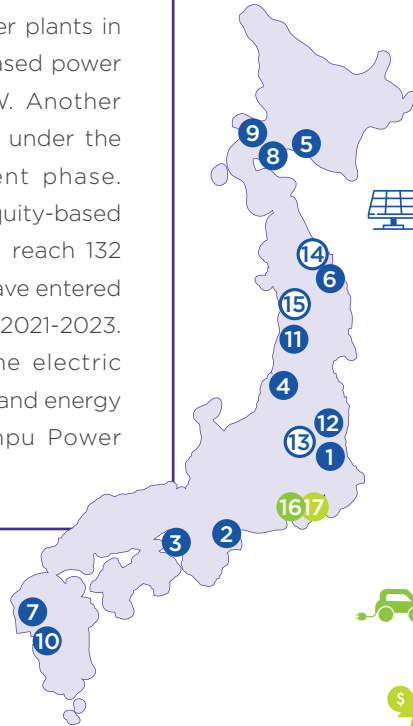 er plants in
ased power
W. Another
under the
ent phase.
quity-based
reach 132
ave entered
2021-2023.
ne electric
and energy
npu Power
9
8
5
14
6
15
11
4
12
13
1
16 17
3
2
7
10
$